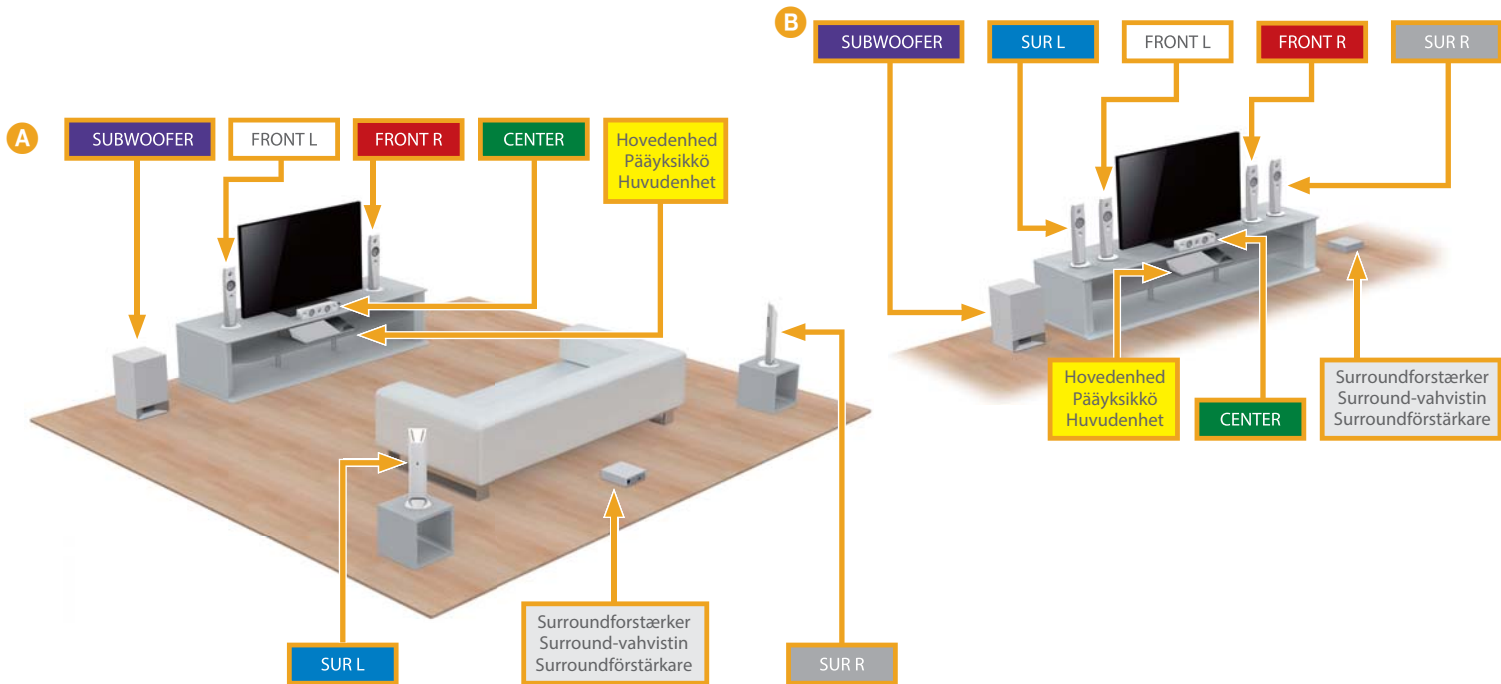 A
SUBWOOFER
FRONT L
FRONT R
CENTER
Hovedenhed
Pääyksikkö
Huvudenhet
SUR L
Surroundforstærker
Surround-vahvistin
Surroundförstärkare
SUR R
B
SUBWOOFER
SUR L
FRONT L
FRONT R
SUR R
Hovedenhed
Pääyksikkö
Huvudenhet
CENTER
Surroundforstærker
Surround-vahvistin
Surroundförstärkare